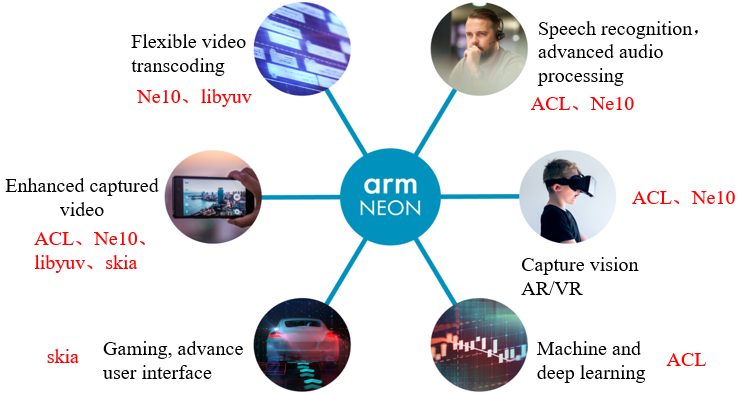 Flexible video
transcoding
Ne10、libyuv
Speech recognition，
advanced audio
processing
ACL、Ne10
Enhanced captured
video
ACL、Ne10、
libyuv、skia
arm
NEON
ACL、Ne10
Capture vision
AR/VR
skia
Gaming, advance
user interface
Machine and
deep learning
ACL